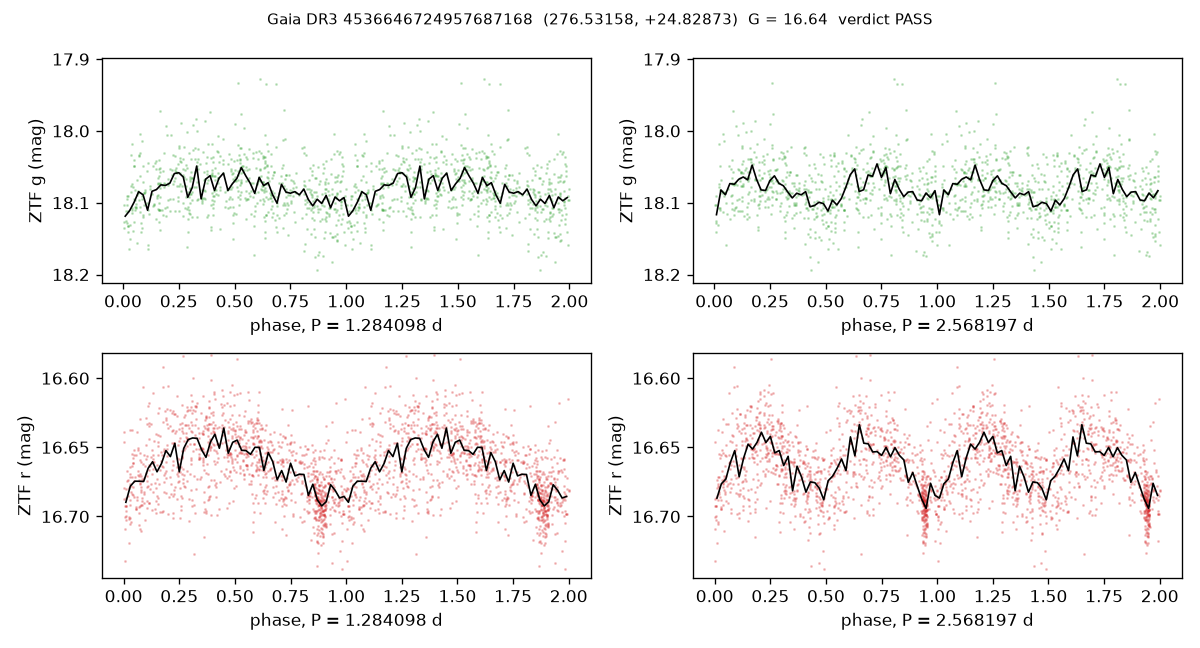 Gaia DR3 4536646724957687168 (276.53158, +24.82873) G = 16.64 verdict PASS
ZTF g (mag)
17.9
18.0
18.1
18.2
0.00 0.25 0.50 0.75 1.00 1.25 1.50 1.75 2.00
phase, P = 1.284098 d
ZTF g (mag)
17.9
18.0
18.1
18.2
0.00 0.25 0.50 0.75 1.00 1.25 1.50 1.75 2.00
phase, P = 2.568197 d
ZTF r (mag)
16.60
16.65
16.70
0.00 0.25 0.50 0.75 1.00 1.25 1.50 1.75 2.00
phase, P = 1.284098 d
ZTF r (mag)
16.60
16.65
16.70
0.00 0.25 0.50 0.75 1.00 1.25 1.50 1.75 2.00
phase, P = 2.568197 d